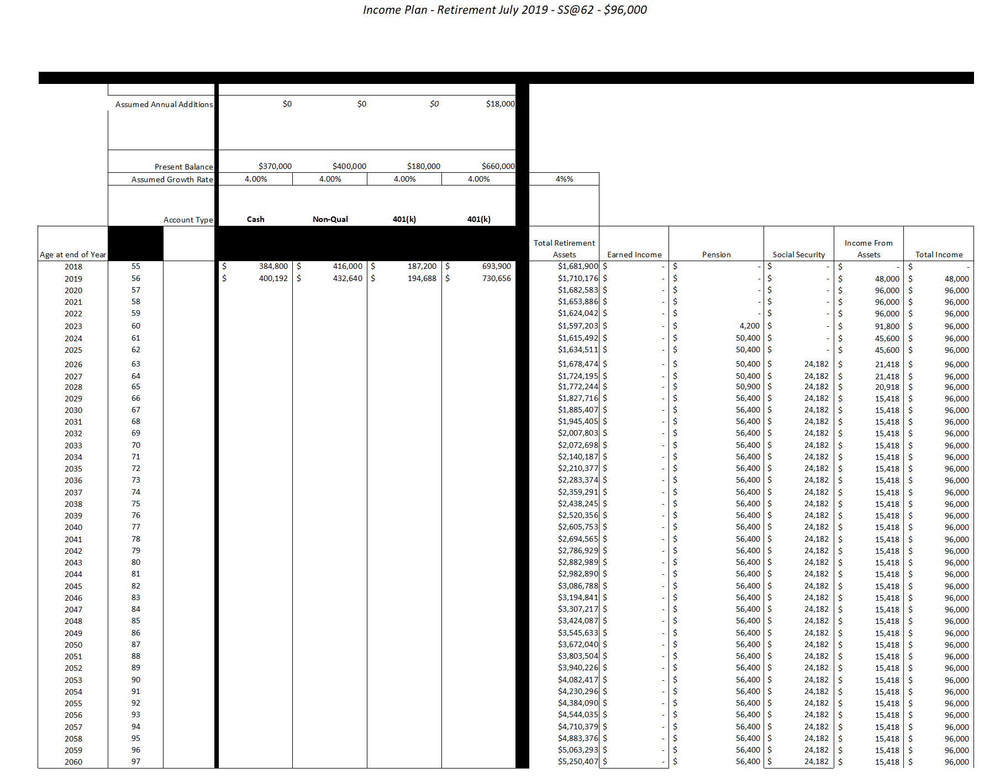 Income Plan - Retirement July 2019 - SS@62 - $96,000
Assumed Annual Additions $0 $0 $0 $18,000
Present Balance $370,000 $400,000 $180,000 $660,000
Assumed Growth Rate 4.00% 4.00% 4.00% 4.00% 4%%
Account Type Cash Non-Qual 401(k) 401(k)
Total Retirement Income From
Age at end of Year Assets Earned Income Pension Social Security Assets Total Income
2018 55 $ 384,800 $ 416,000 $ 187,200 $ 693,900 $1,681,900 $ - $ - $ - $ - $ -
2019 56 $ 400,192 $ 432,640 $ 194,688 $ 730,656 $1,710,176 $ - $ - $ - $ 48,000 $ 48,000
2020 57 $1,682,583 $ - $ - $ - $ 96,000 $ 96,000
2021 58 $1,653,886 $ - $ - $ - $ 96,000 $ 96,000
2022 59 $1,624,042 $ - $ - $ - $ 96,000 $ 96,000
2023 60 $1,597,203 $ - $ 4,200 $ - $ 91,800 $ 96,000
2024 61 $1,615,492 $ - $ 50,400 $ - $ 45,600 $ 96,000
2025 62 $1,634,511 $ - $ 50,400 $ - $ 45,600 $ 96,000
2026 63 $1,678,474 $ - $ 50,400 $ 24,182 $ 21,418 $ 96,000
2027 64 $1,724,195 $ - $ 50,400 $ 24,182 $ 21,418 $ 96,000
2028 65 $1,772,244 $ - $ 50,900 $ 24,182 $ 20,918 $ 96,000
2029 66 $1,827,716 $ - $ 56,400 $ 24,182 $ 15,418 $ 96,000
2030 67 $1,885,407 $ - $ 56,400 $ 24,182 $ 15,418 $ 96,000
2031 68 $1,945,405 $ - $ 56,400 $ 24,182 $ 15,418 $ 96,000
2032 69 $2,007,803 $ - $ 56,400 $ 24,182 $ 15,418 $ 96,000
2033 70 $2,072,698 $ - $ 56,400 $ 24,182 $ 15,418 $ 96,000
2034 71 $2,140,187 $ - $ 56,400 $ 24,182 $ 15,418 $ 96,000
2035 72 $2,210,377 $ - $ 56,400 $ 24,182 $ 15,418 $ 96,000
2036 73 $2,283,374 $ - $ 56,400 $ 24,182 $ 15,418 $ 96,000
2037 74 $2,359,291 $ - $ 56,400 $ 24,182 $ 15,418 $ 96,000
2038 75 $2,438,245 $ - $ 56,400 $ 24,182 $ 15,418 $ 96,000
2039 76 $2,520,356 $ - $ 56,400 $ 24,182 $ 15,418 $ 96,000
2040 77 $2,605,753 $ - $ 56,400 $ 24,182 $ 15,418 $ 96,000
2041 78 $2,694,565 $ - $ 56,400 $ 24,182 $ 15,418 $ 96,000
2042 79 $2,786,929 $ - $ 56,400 $ 24,182 $ 15,418 $ 96,000
2043 80 $2,882,989 $ - $ 56,400 $ 24,182 $ 15,418 $ 96,000
2044 81 $2,982,890 $ - $ 56,400 $ 24,182 $ 15,418 $ 96,000
2045 82 $3,086,788 $ - $ 56,400 $ 24,182 $ 15,418 $ 96,000
2046 83 $3,194,841 $ - $ 56,400 $ 24,182 $ 15,418 $ 96,000
2047 84 $3,307,217 $ - $ 56,400 $ 24,182 $ 15,418 $ 96,000
2048 85 $3,424,087 $ - $ 56,400 $ 24,182 $ 15,418 $ 96,000
2049 86 $3,545,633 $ - $ 56,400 $ 24,182 $ 15,418 $ 96,000
2050 87 $3,672,040 $ - $ 56,400 $ 24,182 $ 15,418 $ 96,000
2051 88 $3,803,504 $ - $ 56,400 $ 24,182 $ 15,418 $ 96,000
2052 89 $3,940,226 $ - $ 56,400 $ 24,182 $ 15,418 $ 96,000
2053 90 $4,082,417 $ - $ 56,400 $ 24,182 $ 15,418 $ 96,000
2054 91 $4,230,296 $ - $ 56,400 $ 24,182 $ 15,418 $ 96,000
2055 92 $4,384,090 $ - $ 56,400 $ 24,182 $ 15,418 $ 96,000
2056 93 $4,544,035 $ - $ 56,400 $ 24,182 $ 15,418 $ 96,000
2057 94 $4,710,379 $ - $ 56,400 $ 24,182 $ 15,418 $ 96,000
2058 95 $4,883,376 $ - $ 56,400 $ 24,182 $ 15,418 $ 96,000
2059 96 $5,063,293 $ - $ 56,400 $ 24,182 $ 15,418 $ 96,000
2060 97 $5,250,407 $ - $ 56,400 $ 24,182 $ 15,418 $ 96,000